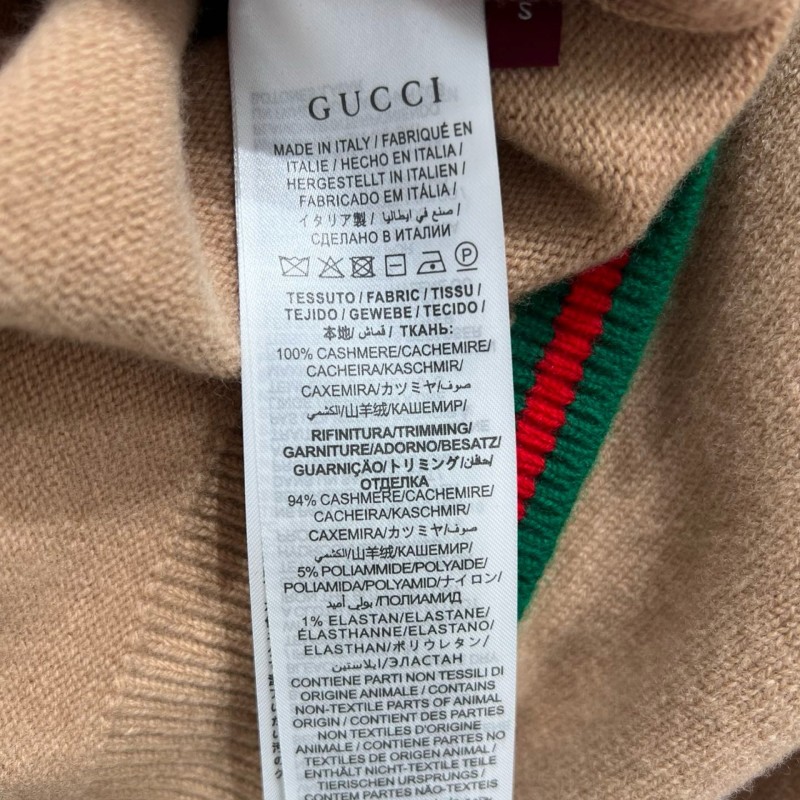 S
GUCCI
MADE IN ITALY / FABRIQUÉ EN
ITALIE / HECHO EN ITALIA /
HERGESTELLT IN ITALIEN /
FABRICADO EM ITÁLIA /
イタリア製 / صنع في ايطاليا /
СДЕЛАНО В ИТАЛИИ
P
TESSUTO / FABRIC / TISSU /
TEJIDO / GEWEBE / TECIDO /
本地/ قماش / ТКАНЬ:
100% CASHMERE/CACHEMIRE/
CACHEIRA/KASCHMIR/
CAXEMIRA/カツミヤ/صوف
الكشمي/山羊绒/КАШЕМИР/
RIFINITURA/TRIMMING/
GARNITURE/ADORNO/BESATZ/
GUARNIÇÃO/トリミング/
ОТДЕЛКА
94% CASHMERE/CACHEMIRE/
CACHEIRA/KASCHMIR/
CAXEMIRA/カツミヤ/صوف
الكشمي/山羊绒/КАШЕМИР/
5% POLIAMMIDE/POLYAIDE/
POLIAMIDA/POLYAMID/ナイロン/
بولي أميد/ПОЛИАМИД
1% ELASTAN/ELASTANE/
ÉLASTHANNE/ELASTANO/
ELASTHAN/ポリウレタン/
ايلاستين/ЭЛАСТАН
CONTIENE PARTI NON TESSILI DI
ORIGINE ANIMALE / CONTAINS
NON-TEXTILE PARTS OF ANIMAL
ORIGIN / CONTIENT DES PARTIES
NON TEXTILES D'ORIGINE
ANIMALE / CONTIENE PARTES NO
TEXTILES DE ORIGEN ANIMAL /
ENTHÄLT NICHT-TEXTILE TEILE
TIERISCHEN URSPRUNGS /
CONTÉM PARTES NÃO-TÊXTEIS